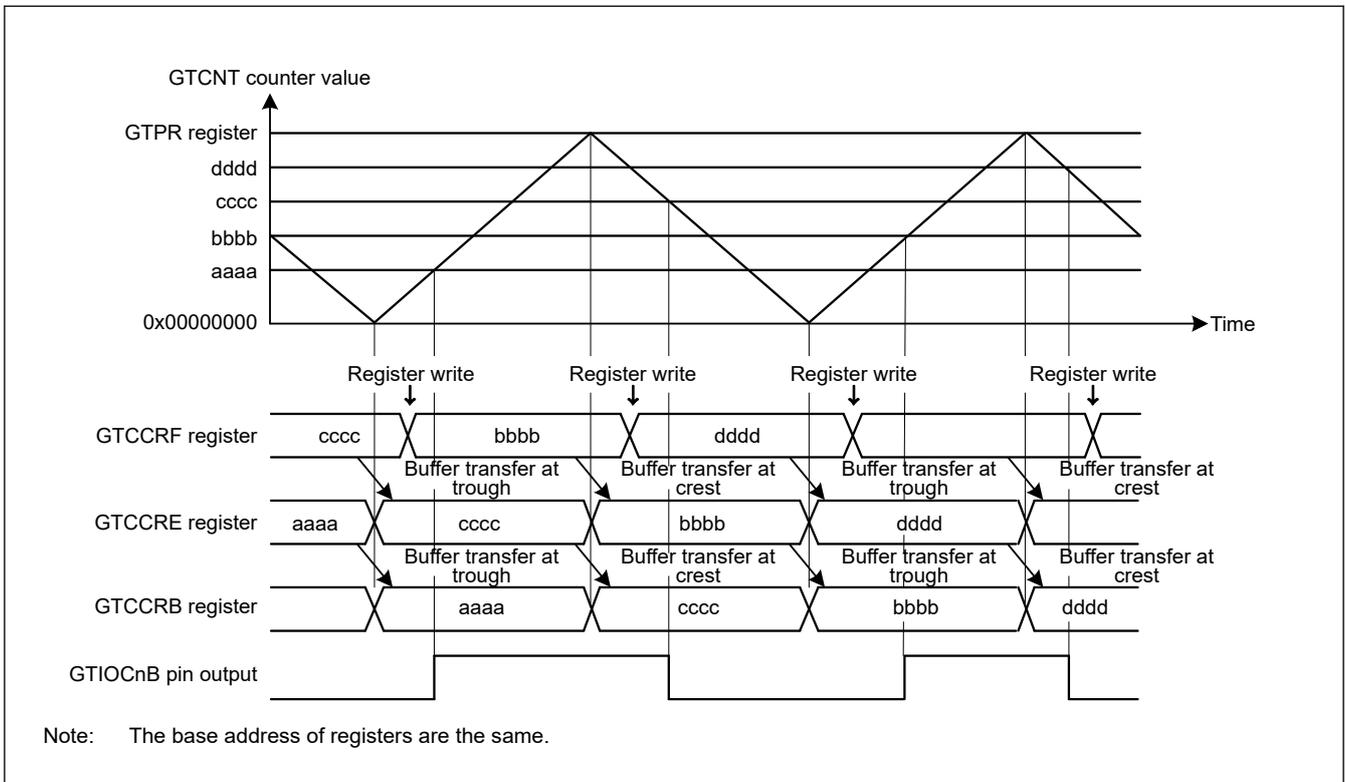 GTCNT counter value
GTPR register
dddd
cccc
bbbb
aaaa
0x00000000
Time
Register write
Register write
Register write
Register write
GTCCRF register
cccc
bbbb
dddd
Buffer transfer at
trough
Buffer transfer at
crest
Buffer transfer at
trough
Buffer transfer at
crest
GTCCRE register
aaaa
cccc
bbbb
dddd
Buffer transfer at
trough
Buffer transfer at
crest
Buffer transfer at
trough
Buffer transfer at
crest
GTCCRB register
aaaa
cccc
bbbb
dddd
GTIOCnB pin output
Note: The base address of registers are the same.